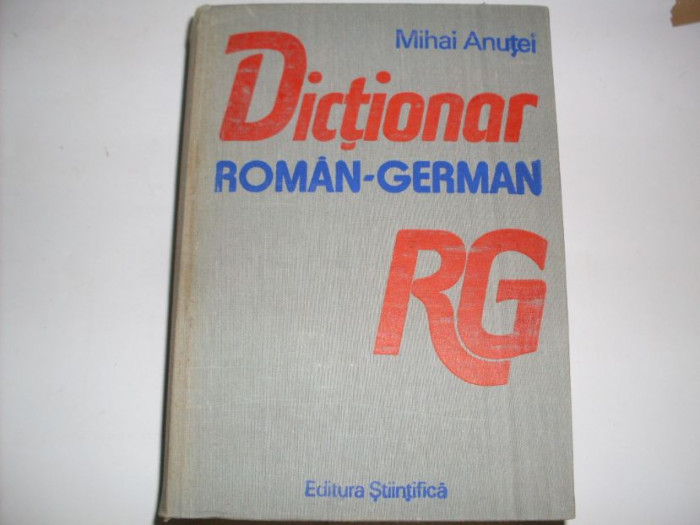 Mihai Anuței
Dicționar
ROMÂN-GERMAN
RG
Editura Științifică